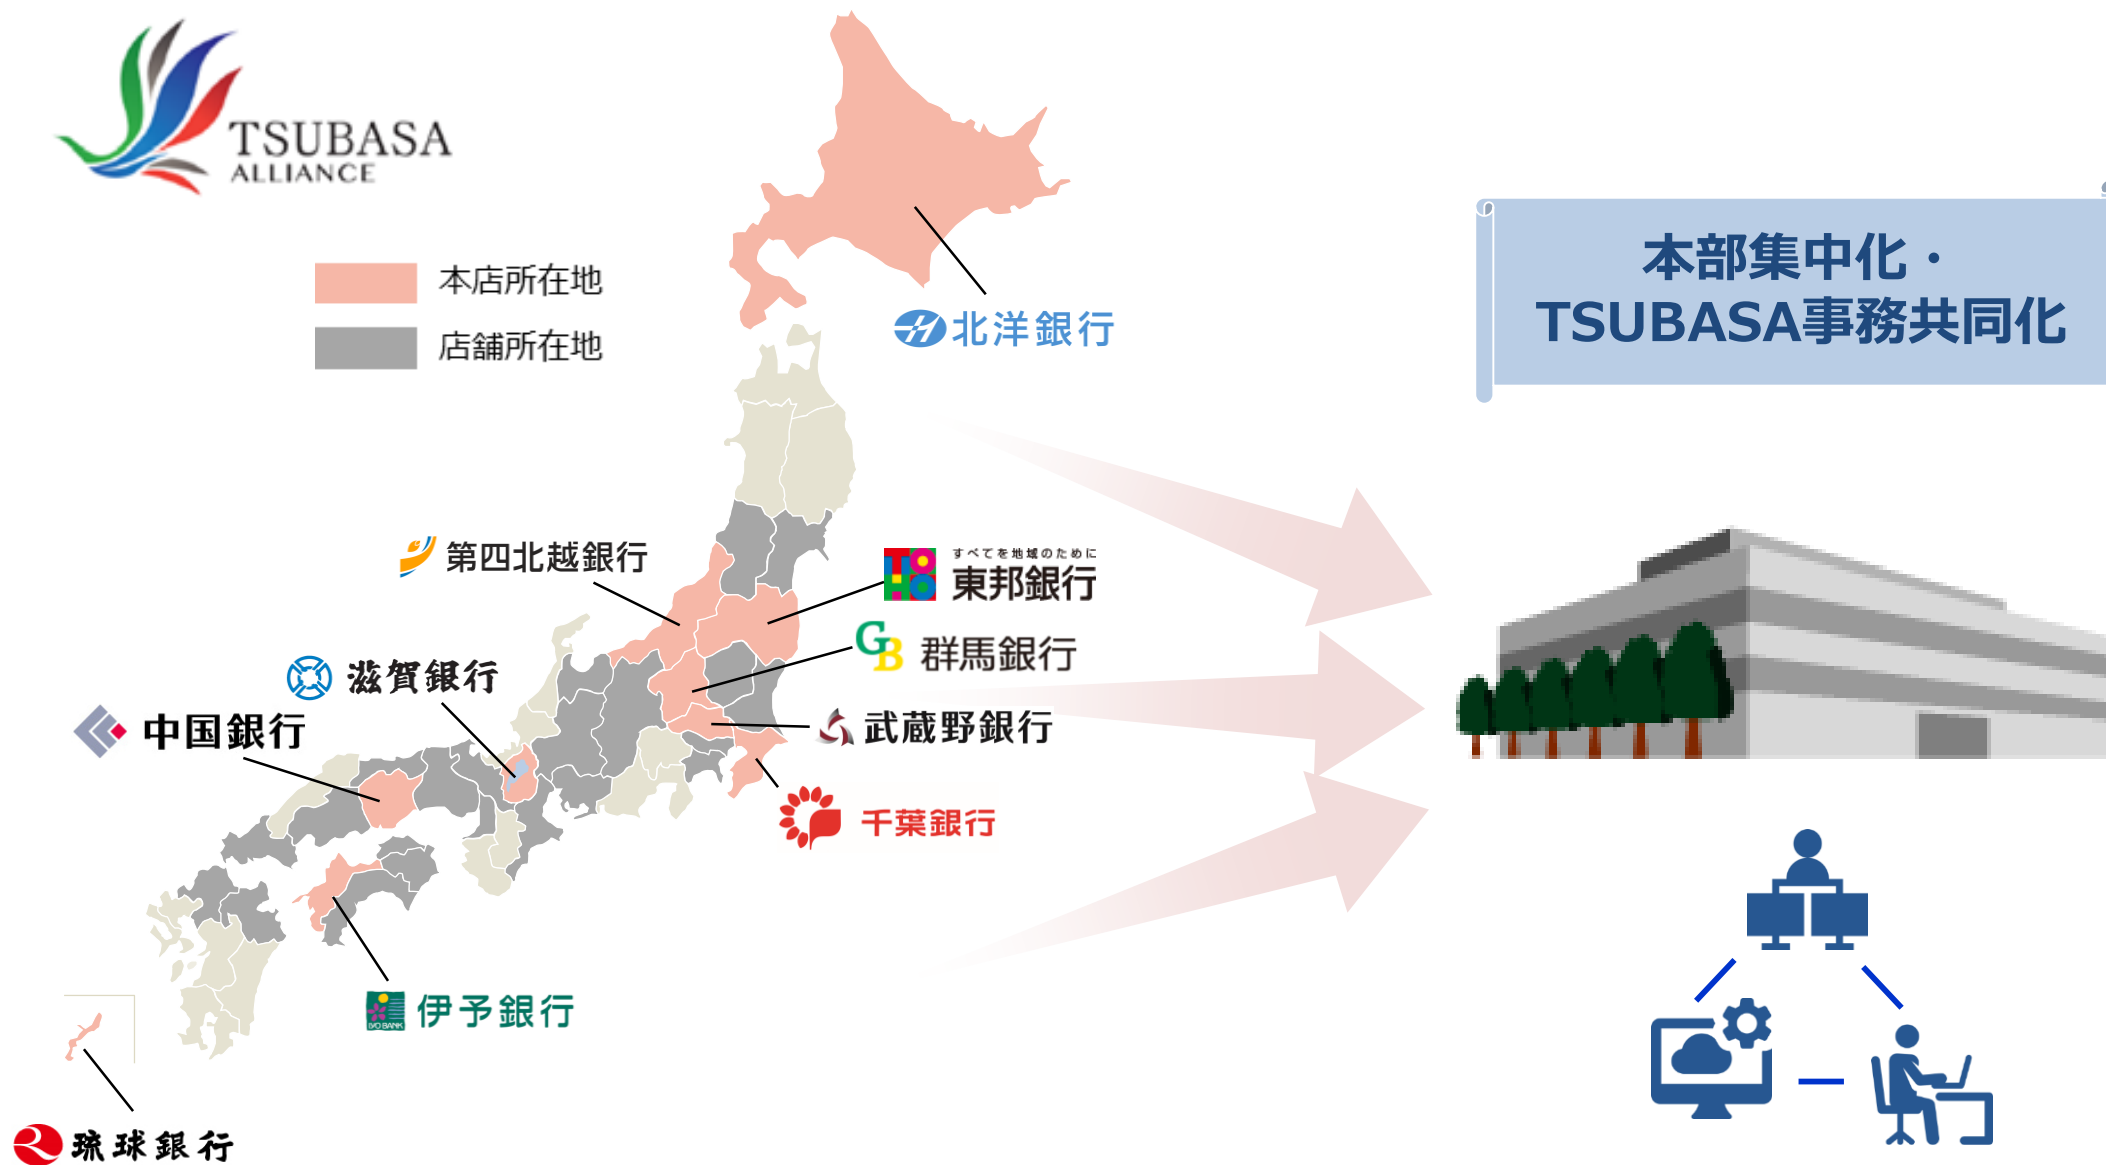 TSUBASA
ALLIANCE
本店所在地
店舗所在地
北洋銀行
本部集中化・
TSUBASA事務共同化
第四北越銀行
TOHO
すべてを地域のために
東邦銀行
GB
群馬銀行
滋賀銀行
中国銀行
武蔵野銀行
千葉銀行
IYO BANK
伊予銀行
琉球銀行